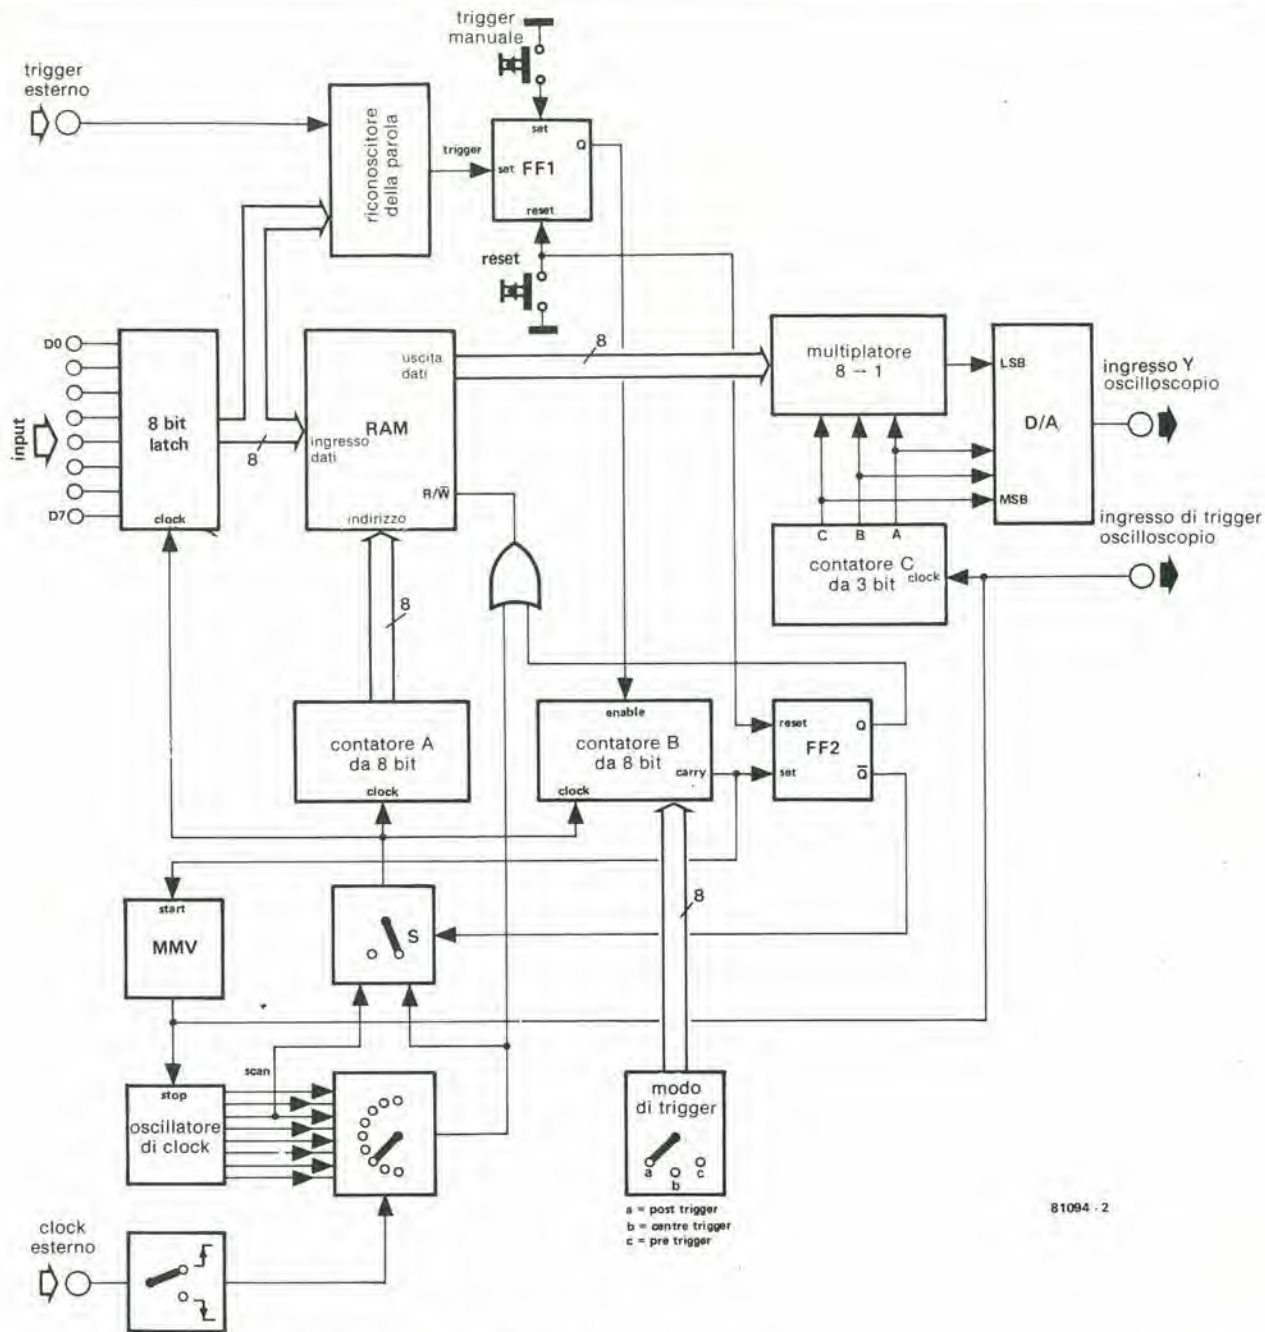 trigger
manuale
trigger
esterno
riconoscitore
della parola
trigger
set
set
FF1
Q
reset
reset
D0
input
D7
8 bit
latch
clock
8
uscita
dati
RAM
ingresso
dati
R/W̅
indirizzo
8
multiplatore
8 → 1
LSB
D/A
MSB
ingresso Y
oscilloscopio
ingresso di trigger
oscilloscopio
C B A
contatore C
da 3 bit
clock
8
contatore A
da 8 bit
clock
enable
contatore B
da 8 bit
carry
clock
reset
Q
FF2
set
Q̅
start
MMV
S
8
scan
stop
oscillatore
di clock
modo
di trigger
a
b
c
a = post trigger
b = centre trigger
c = pre trigger
81094 - 2
clock
esterno